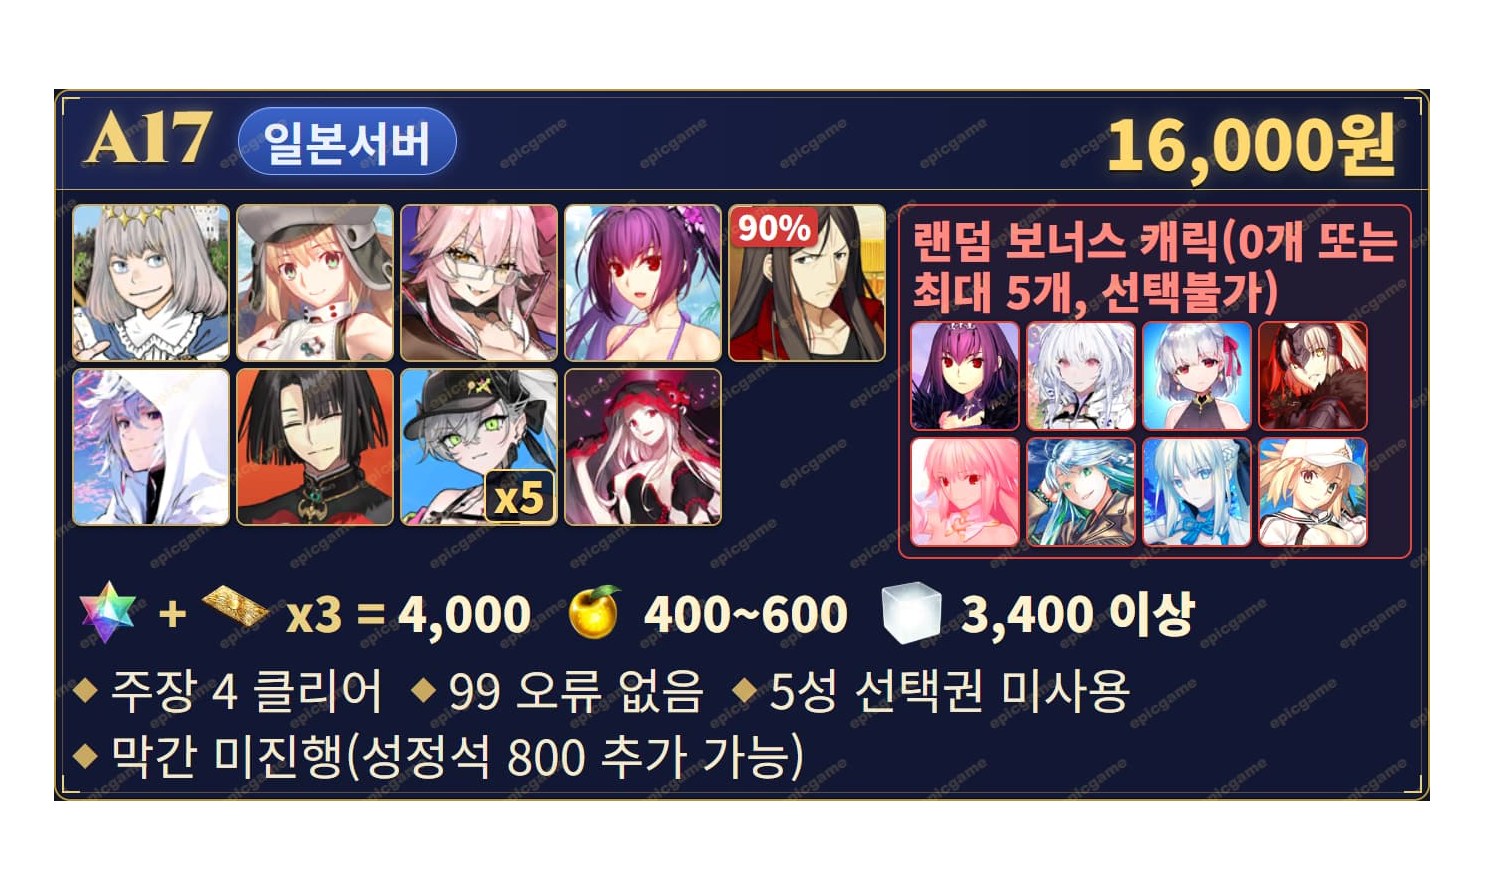 A17 일본서버 16,000원
90%
랜덤 보너스 캐릭(0개 또는
최대 5개, 선택불가)
x5
+ x3 = 4,000 400~600 3,400 이상
◆ 주장 4 클리어 ◆ 99 오류 없음 ◆ 5성 선택권 미사용
◆ 막간 미진행(성정석 800 추가 가능)
epicgame